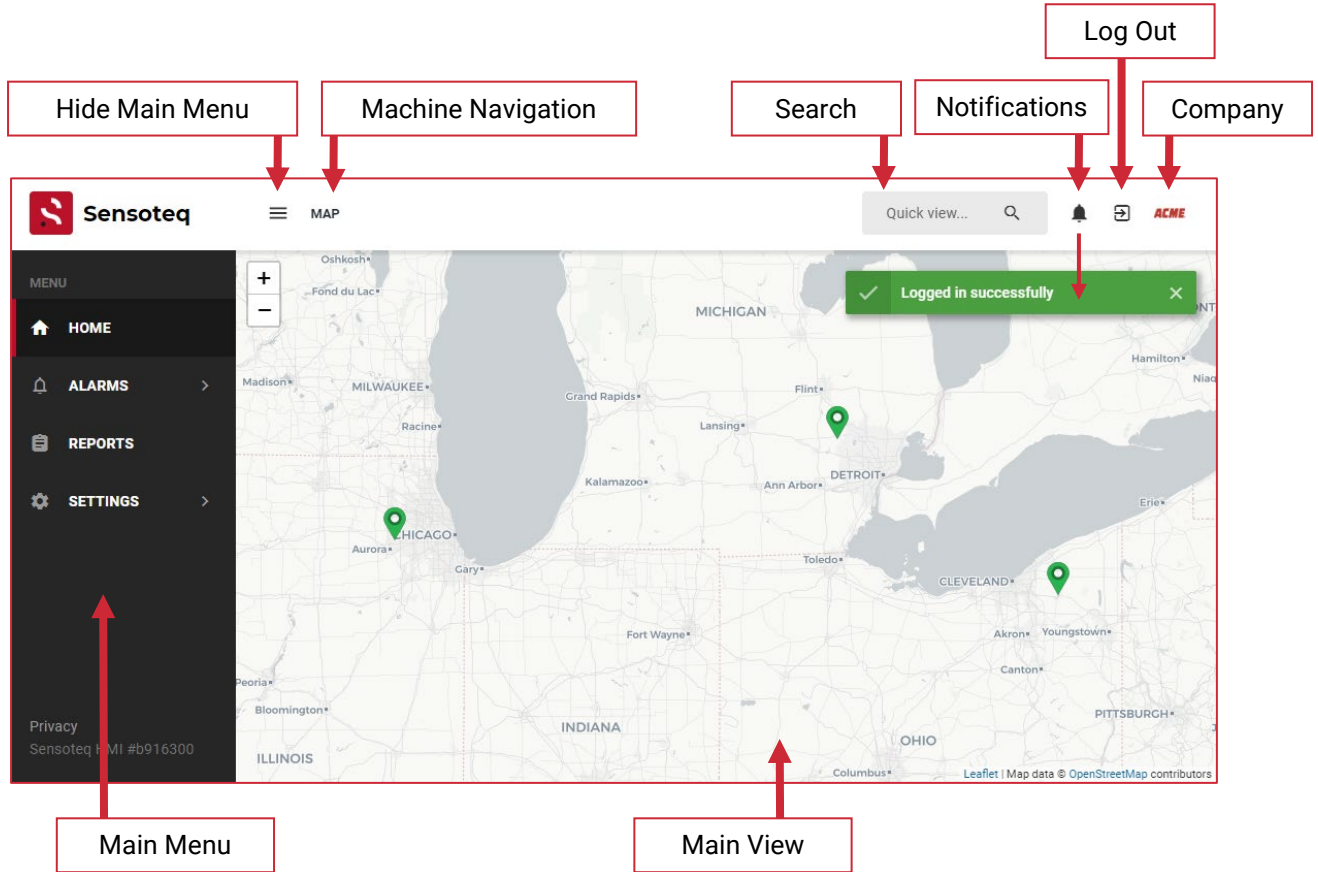 Log Out
Hide Main Menu
Machine Navigation
Search
Notifications
Company
Sensoteq
MAP
Quick view...
ACME
MENU
HOME
ALARMS
REPORTS
SETTINGS
Privacy
+
−
Logged in successfully
Oshkosh
Fond du Lac
MICHIGAN
Hamilton
Madison
MILWAUKEE
Grand Rapids
Flint
Racine
Lansing
Kalamazoo
Ann Arbor
DETROIT
Erie
CHICAGO
Aurora
Gary
Toledo
CLEVELAND
Fort Wayne
Akron
Youngstown
Canton
Peoria
Bloomington
INDIANA
PITTSBURGH
OHIO
ILLINOIS
Columbus
Leaflet | Map data © OpenStreetMap contributors
Main Menu
Main View